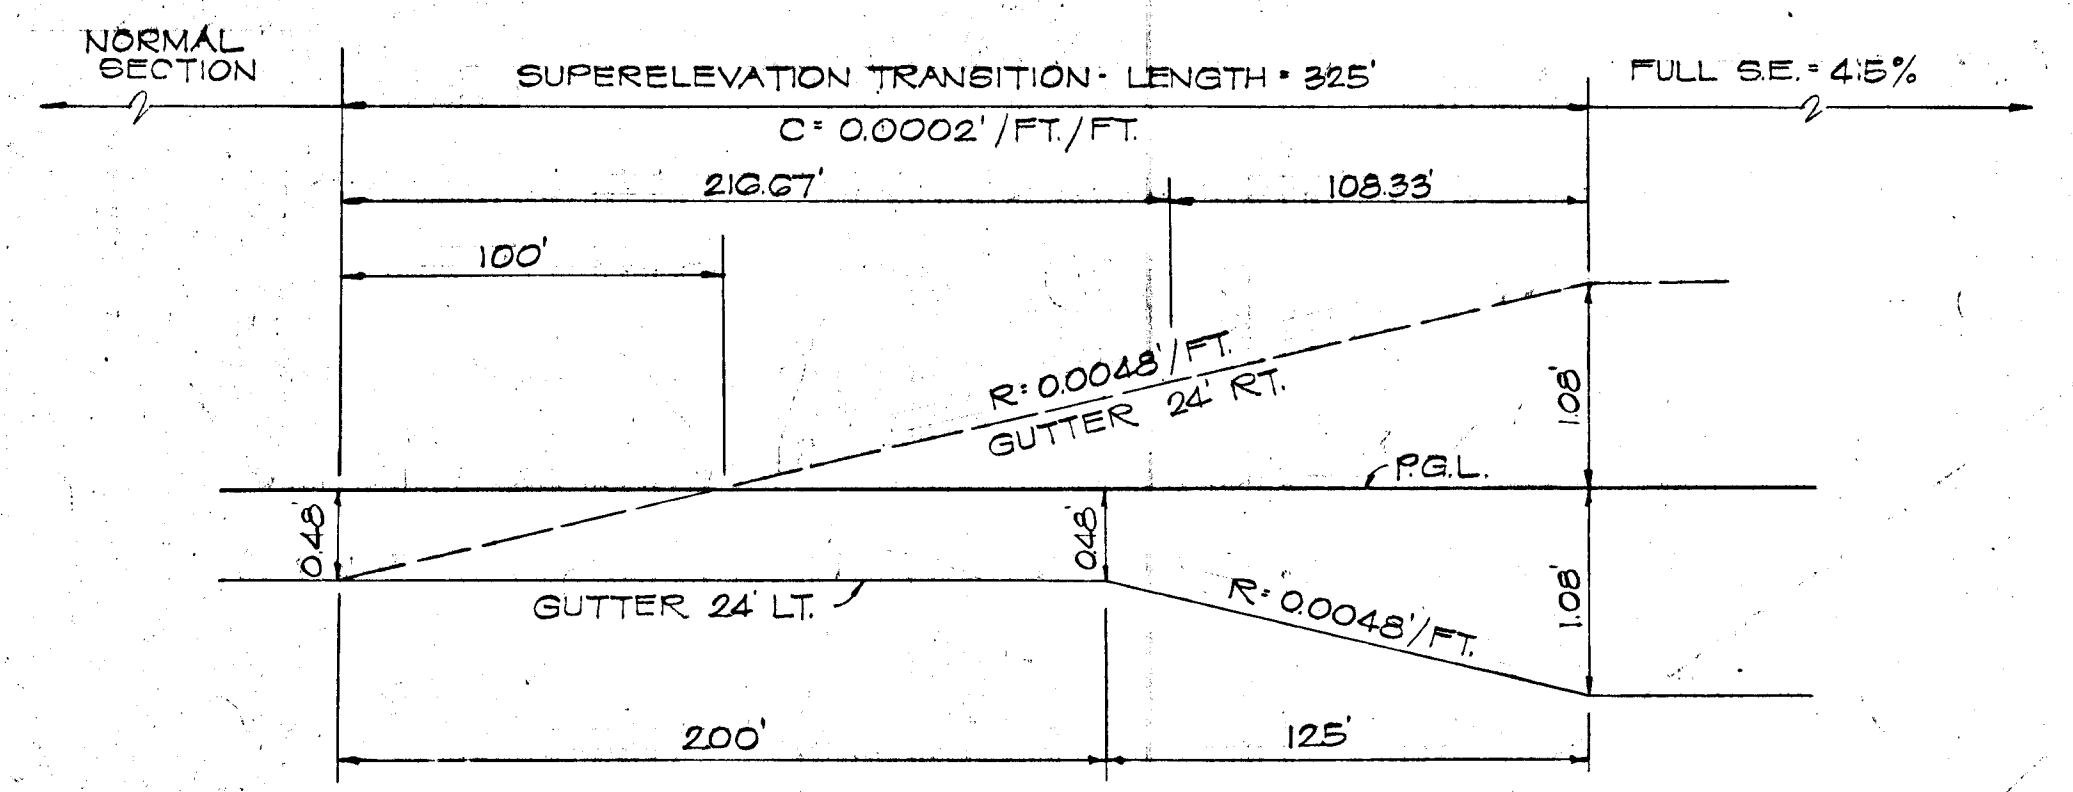 NORMAL
SECTION
SUPERELEVATION TRANSITION - LENGTH = 325'
FULL S.E. = 4.5%
C = 0.0002' / FT. / FT.
216.67'
108.33'
100'
R = 0.0048' / FT.
GUTTER 24' RT.
1.08'
P.G.L.
0.48'
0.48'
GUTTER 24' LT.
R = 0.0048' / FT.
1.08'
200'
125'